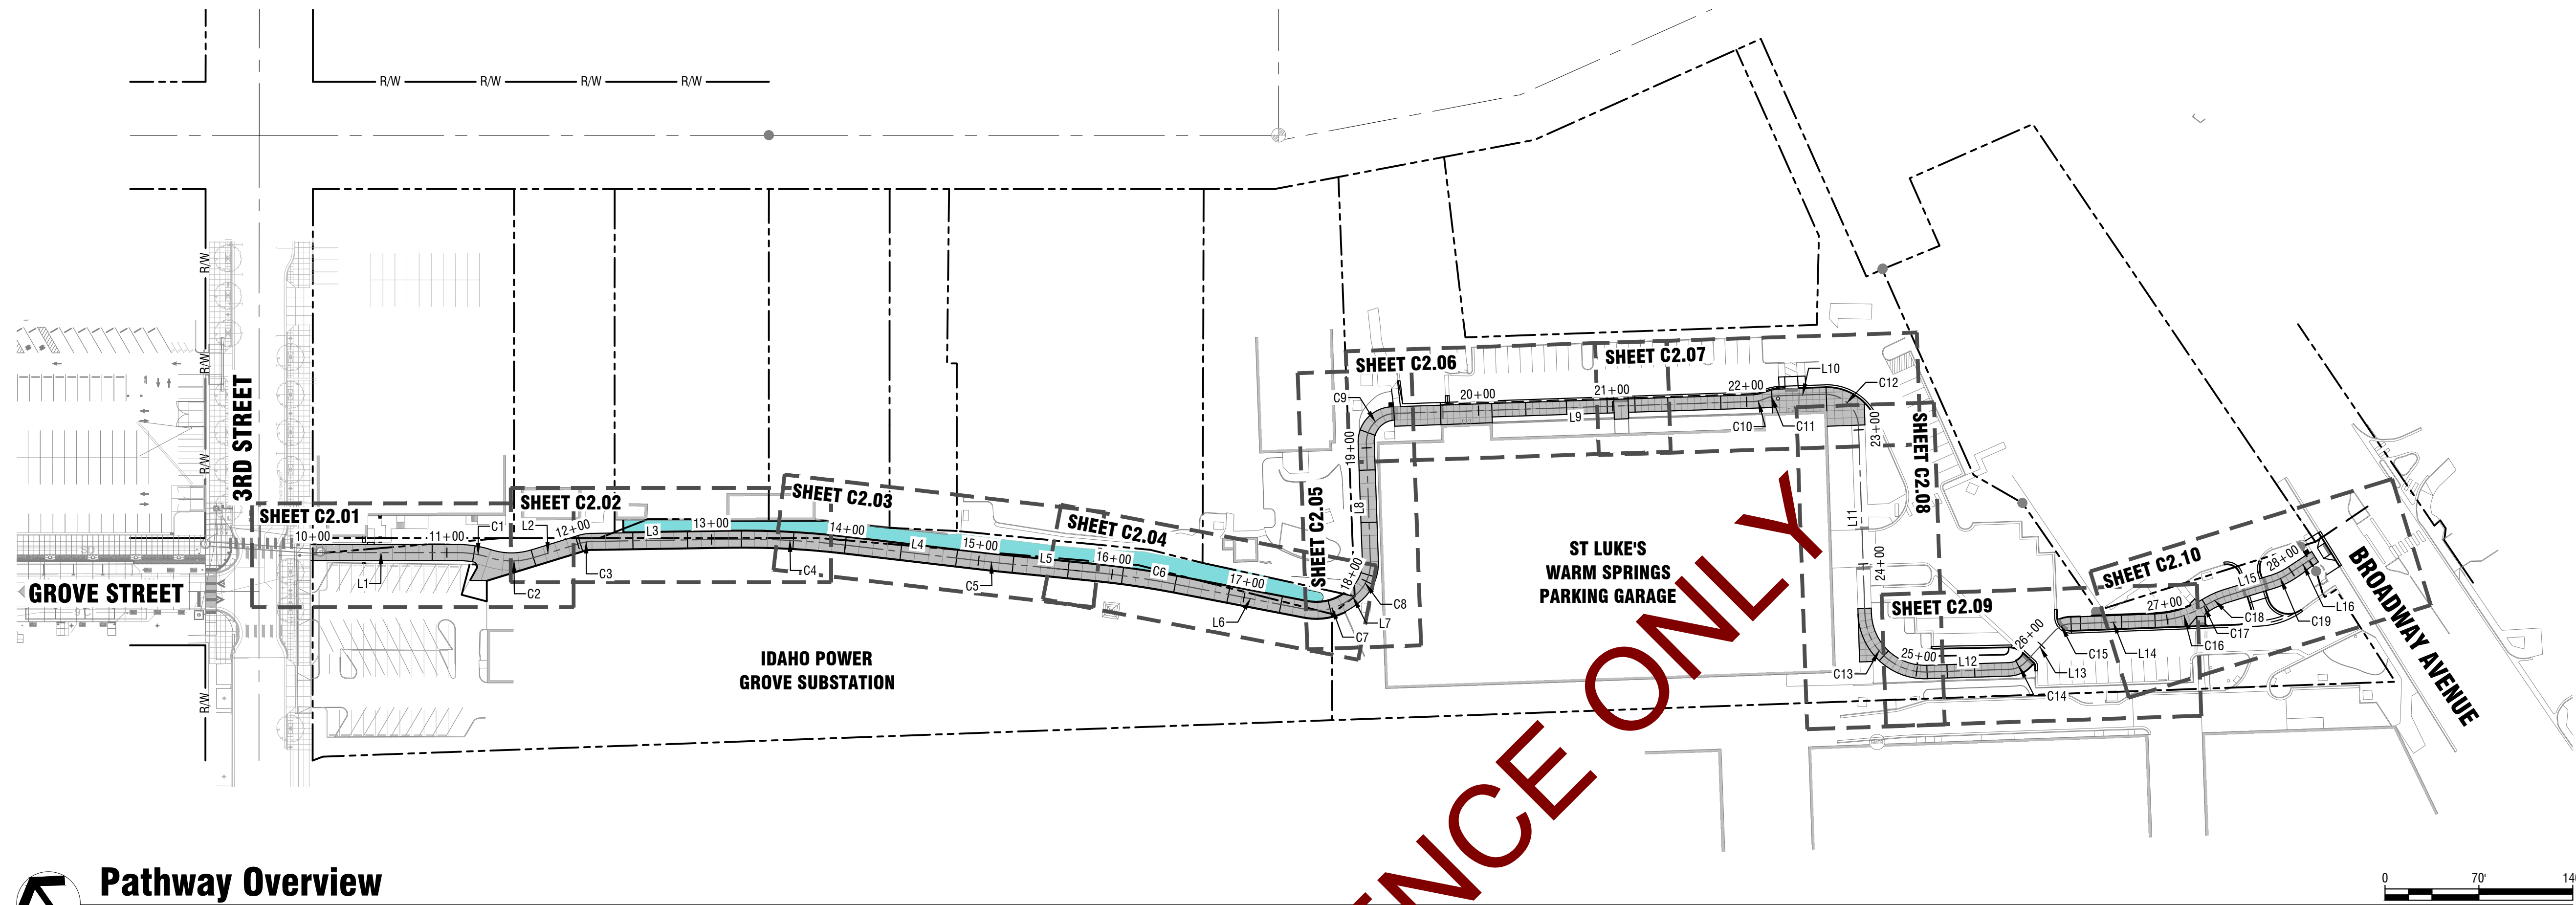 R/W
R/W
R/W
R/W
R/W
R/W
R/W
R/W
3RD STREET
GROVE STREET
SHEET C2.01
10+00
11+00
L1
C1
C2
L2
SHEET C2.02
12+00
C3
L3
13+00
SHEET C2.03
C4
14+00
L4
15+00
C5
L5
SHEET C2.04
16+00
C6
17+00
L6
SHEET C2.05
18+00
C7
L7
C8
L8
19+00
C9
SHEET C2.06
20+00
L9
SHEET C2.07
21+00
22+00
C10
C11
L10
C12
23+00
SHEET C2.08
L11
24+00
C13
SHEET C2.09
25+00
L12
C14
26+00
L13
C15
L14
SHEET C2.10
27+00
C16
C17
C18
L15
28+00
C19
L16
BROADWAY AVENUE
IDAHO POWER
GROVE SUBSTATION
ST LUKE'S
WARM SPRINGS
PARKING GARAGE
ENCE ONLY
Pathway Overview
0
70'